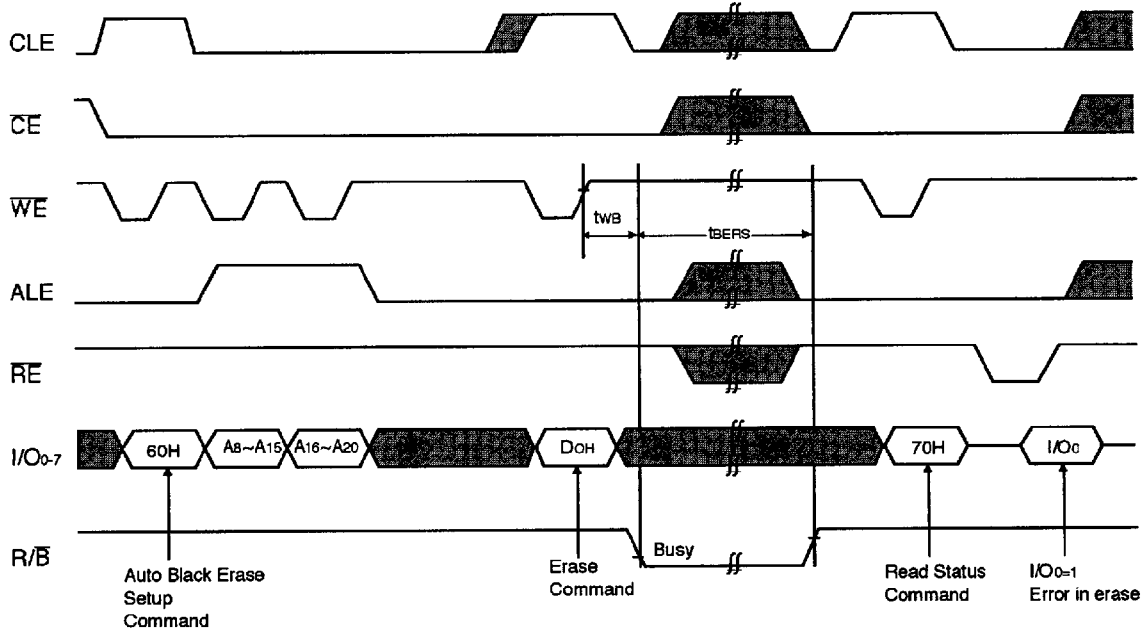 CLE
CE
WE
tWB
tBERS
ALE
RE
I/O0-7
60H
A8~A15
A16~A20
DOH
70H
I/O0
R/B
Busy
Auto Black Erase
Setup
Command
Erase
Command
Read Status
Command
I/O0=1
Error in erase